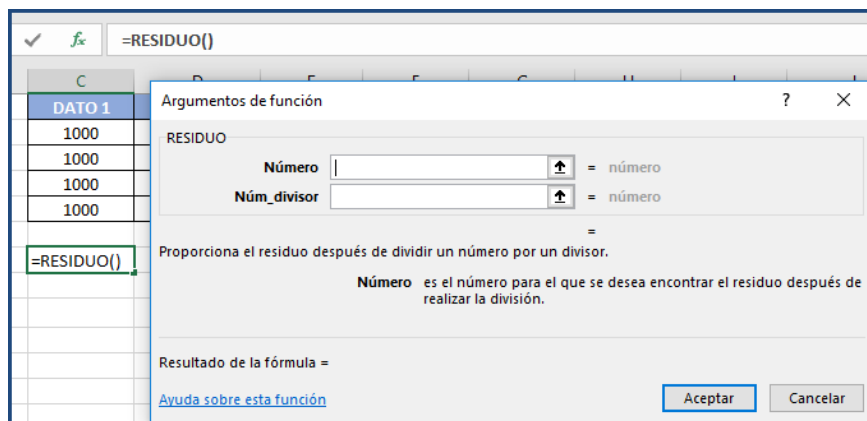 fx =RESIDUO()
C
DATO 1
1000
1000
1000
1000
=RESIDUO()
Argumentos de función ? X
RESIDUO
Número = número
Núm_divisor = número
=
Proporciona el residuo después de dividir un número por un divisor.
Número es el número para el que se desea encontrar el residuo después de
realizar la división.
Resultado de la fórmula =
Ayuda sobre esta función Aceptar Cancelar